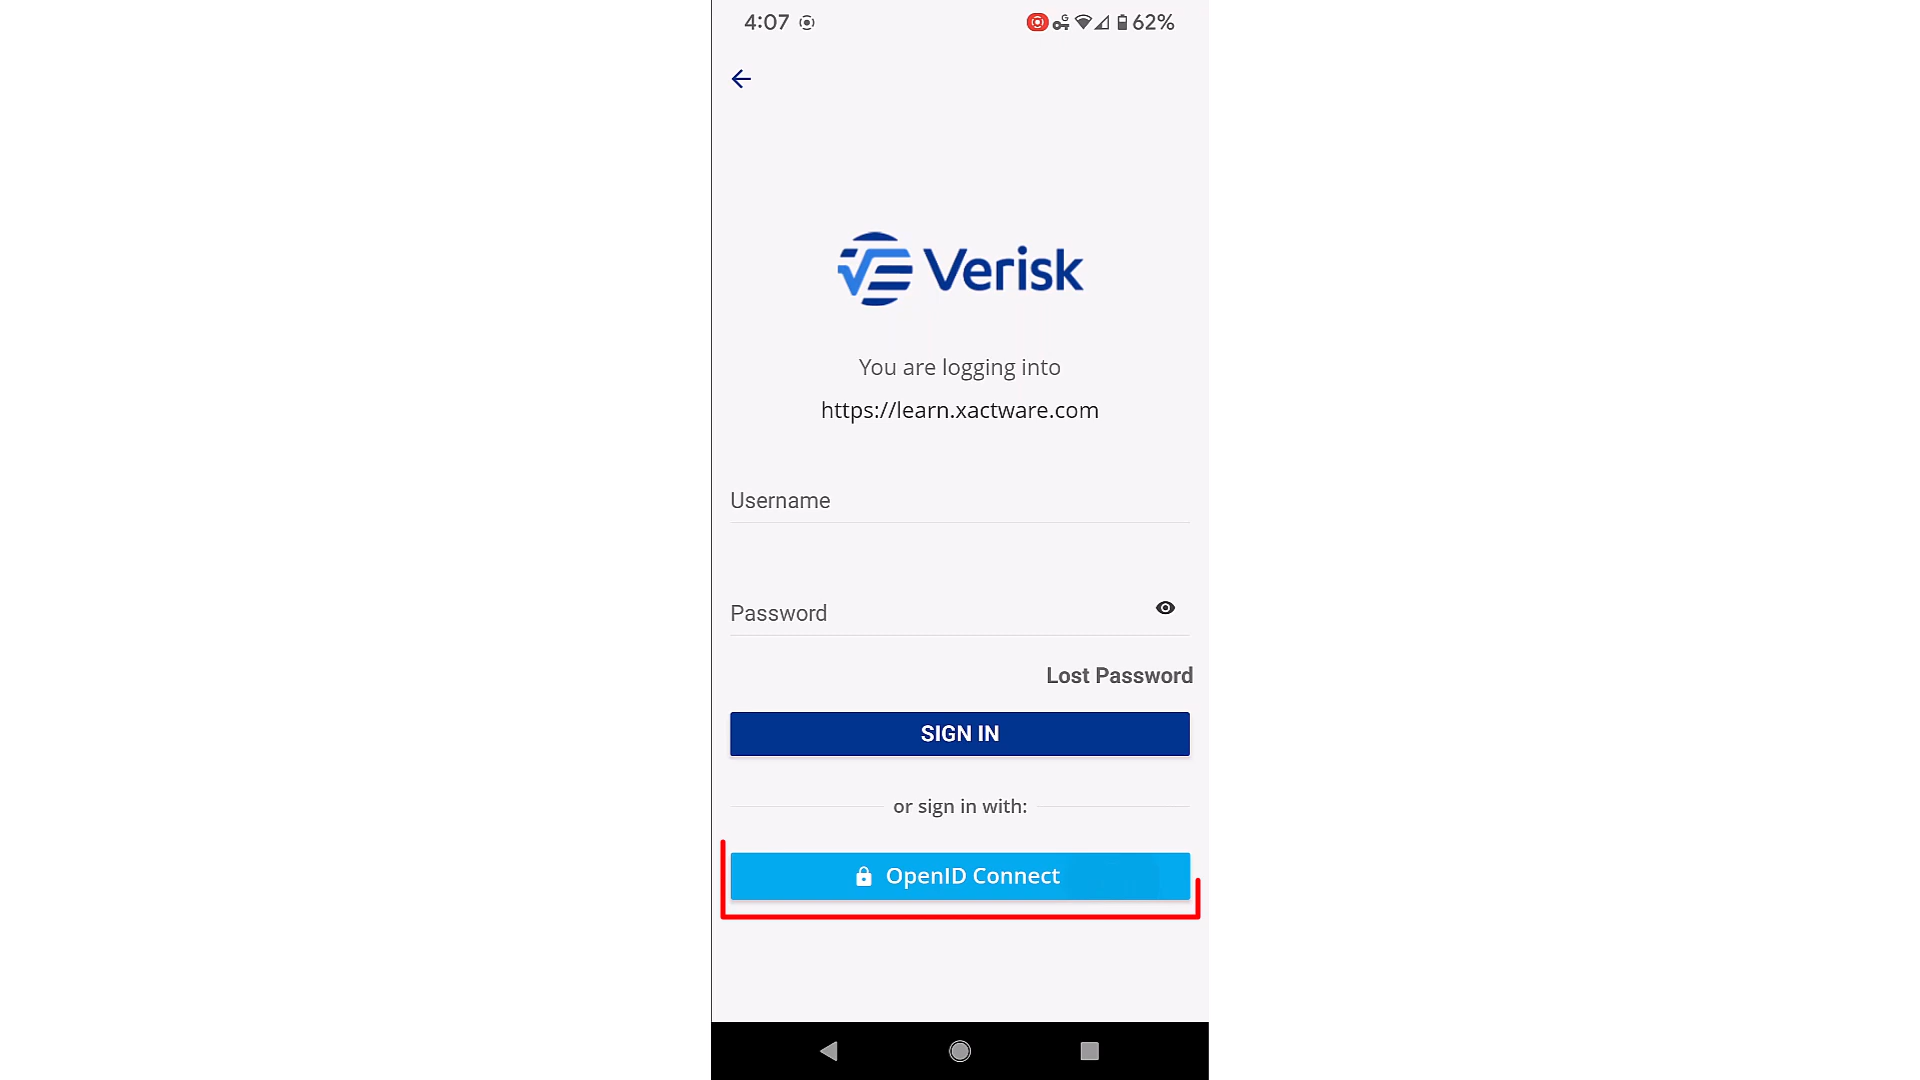 4:07
62%
Verisk
You are logging into
https://learn.xactware.com
Username
Password
Lost Password
SIGN IN
or sign in with:
OpenID Connect